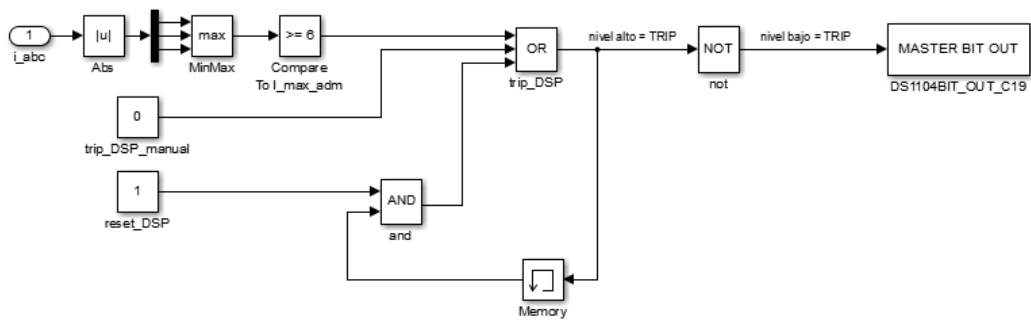 1
i_abc
|u|
Abs
max
MinMax
>= 6
Compare
To I_max_adm
OR
trip_DSP
nivel alto = TRIP
NOT
not
nivel bajo = TRIP
MASTER BIT OUT
DS1104BIT_OUT_C19
0
trip_DSP_manual
1
reset_DSP
AND
and
Memory